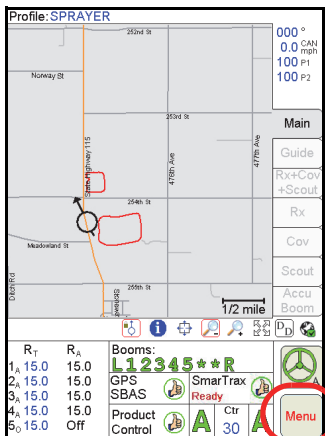 Profile: SPRAYER
000 °
0.0 CAN mph
100 P1
100 P2
252nd St
Norway St
253rd St
State Highway 115
476th Ave
477th Ave
254th St
Meadowland St
Ditch Rd
255th St
1/2 mile
Main
Guide
Rx+Cov
+Scout
Rx
Cov
Scout
Accu
Boom
i
DD
RT RA
1A 15.0 15.0
2A 15.0 15.0
3A 15.0 15.0
4A 15.0 15.0
5O 15.0 Off
Booms:
L12345**R
GPS
SBAS
SmarTrax
Ready
Product
Control
A
Ctr
30
A
A
Menu